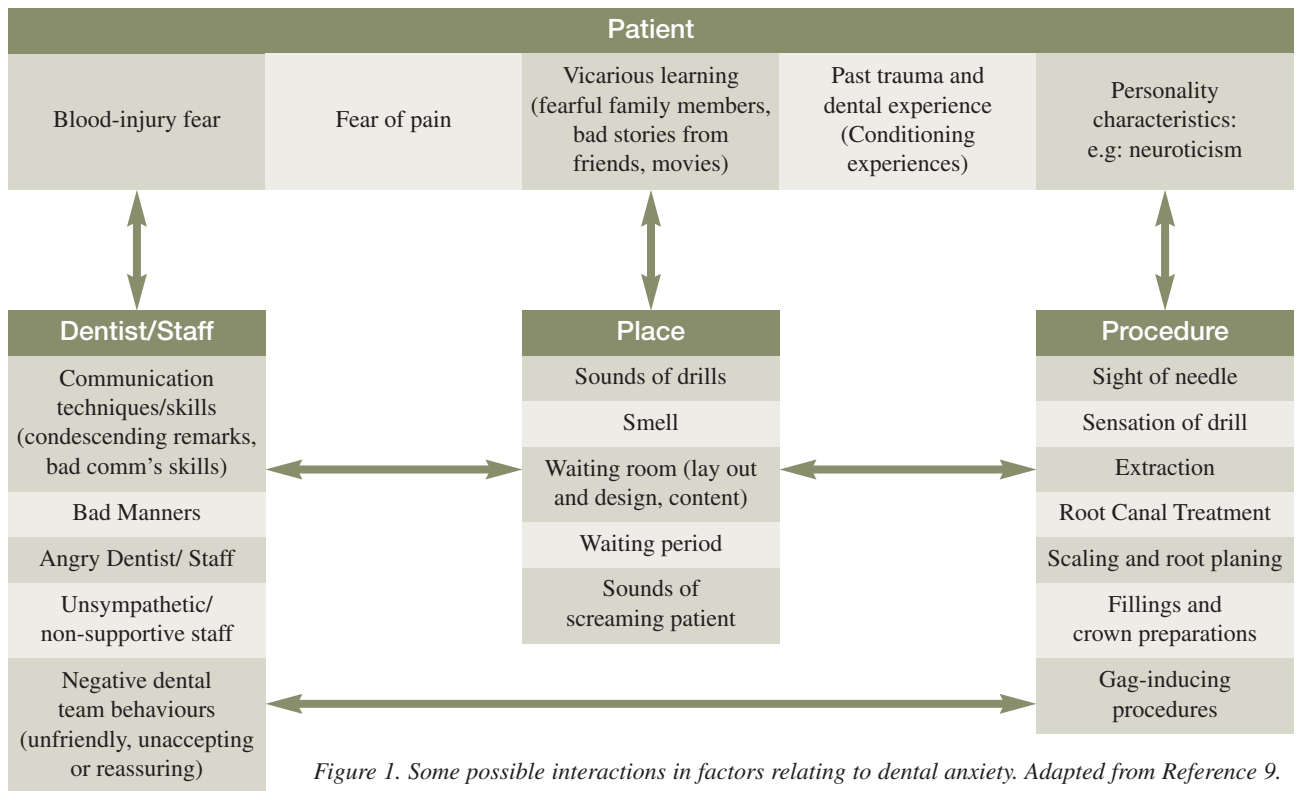 Patient
Blood-injury fear
Fear of pain
Vicarious learning
(fearful family members,
bad stories from
friends, movies)
Past trauma and
dental experience
(Conditioning
experiences)
Personality
characteristics:
e.g: neuroticism
Dentist/Staff
Communication
techniques/skills
(condescending remarks,
bad comm’s skills)
Bad Manners
Angry Dentist/ Staff
Unsympathetic/
non-supportive staff
Negative dental
team behaviours
(unfriendly, unaccepting
or reassuring)
Place
Sounds of drills
Smell
Waiting room (lay out
and design, content)
Waiting period
Sounds of
screaming patient
Procedure
Sight of needle
Sensation of drill
Extraction
Root Canal Treatment
Scaling and root planing
Fillings and
crown preparations
Gag-inducing
procedures
Figure 1. Some possible interactions in factors relating to dental anxiety. Adapted from Reference 9.